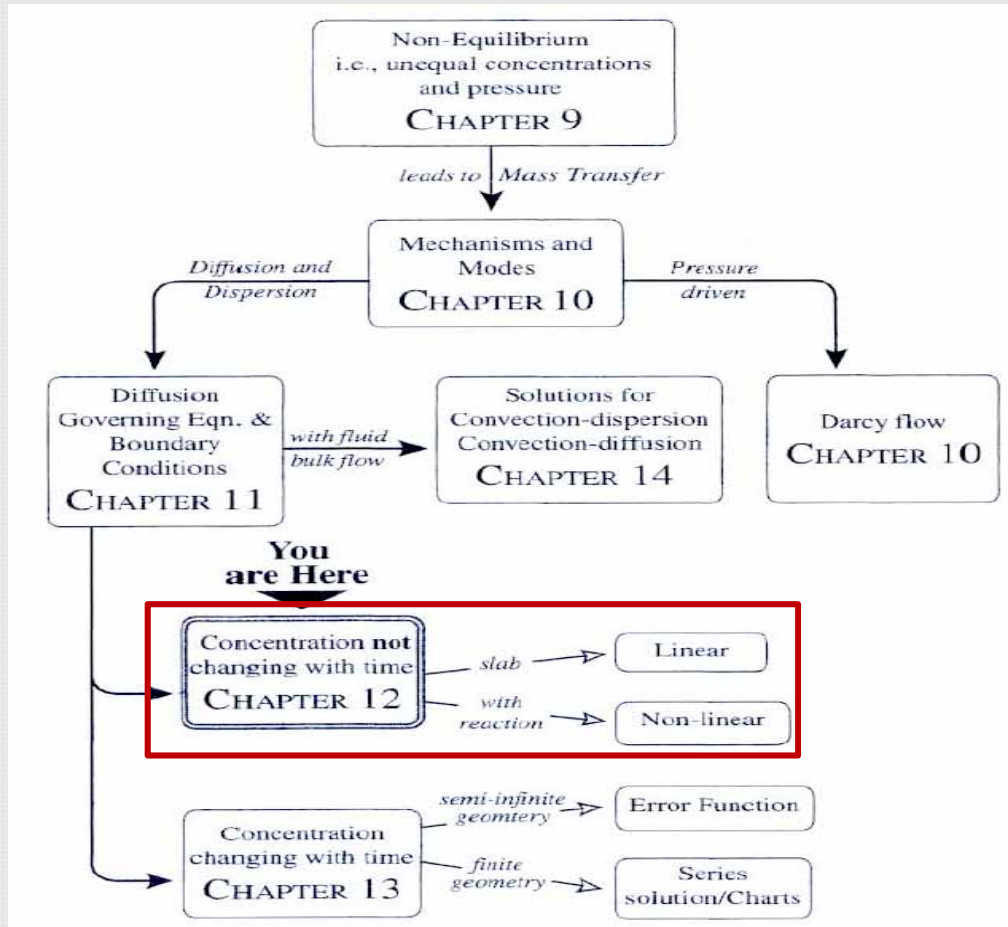 Non-Equilibrium
i.e., unequal concentrations
and pressure
CHAPTER 9
leads to Mass Transfer
Mechanisms and
Modes
CHAPTER 10
Diffusion and
Dispersion
Pressure
driven
Diffusion
Governing Eqn. &
Boundary
Conditions
CHAPTER 11
with fluid
bulk flow
Solutions for
Convection-dispersion
Convection-diffusion
CHAPTER 14
Darcy flow
CHAPTER 10
You
are Here
Concentration not
changing with time
CHAPTER 12
slab
Linear
with
reaction
Non-linear
Concentration
changing with time
CHAPTER 13
semi-infinite
geomtery
Error Function
finite
geometry
Series
solution/Charts